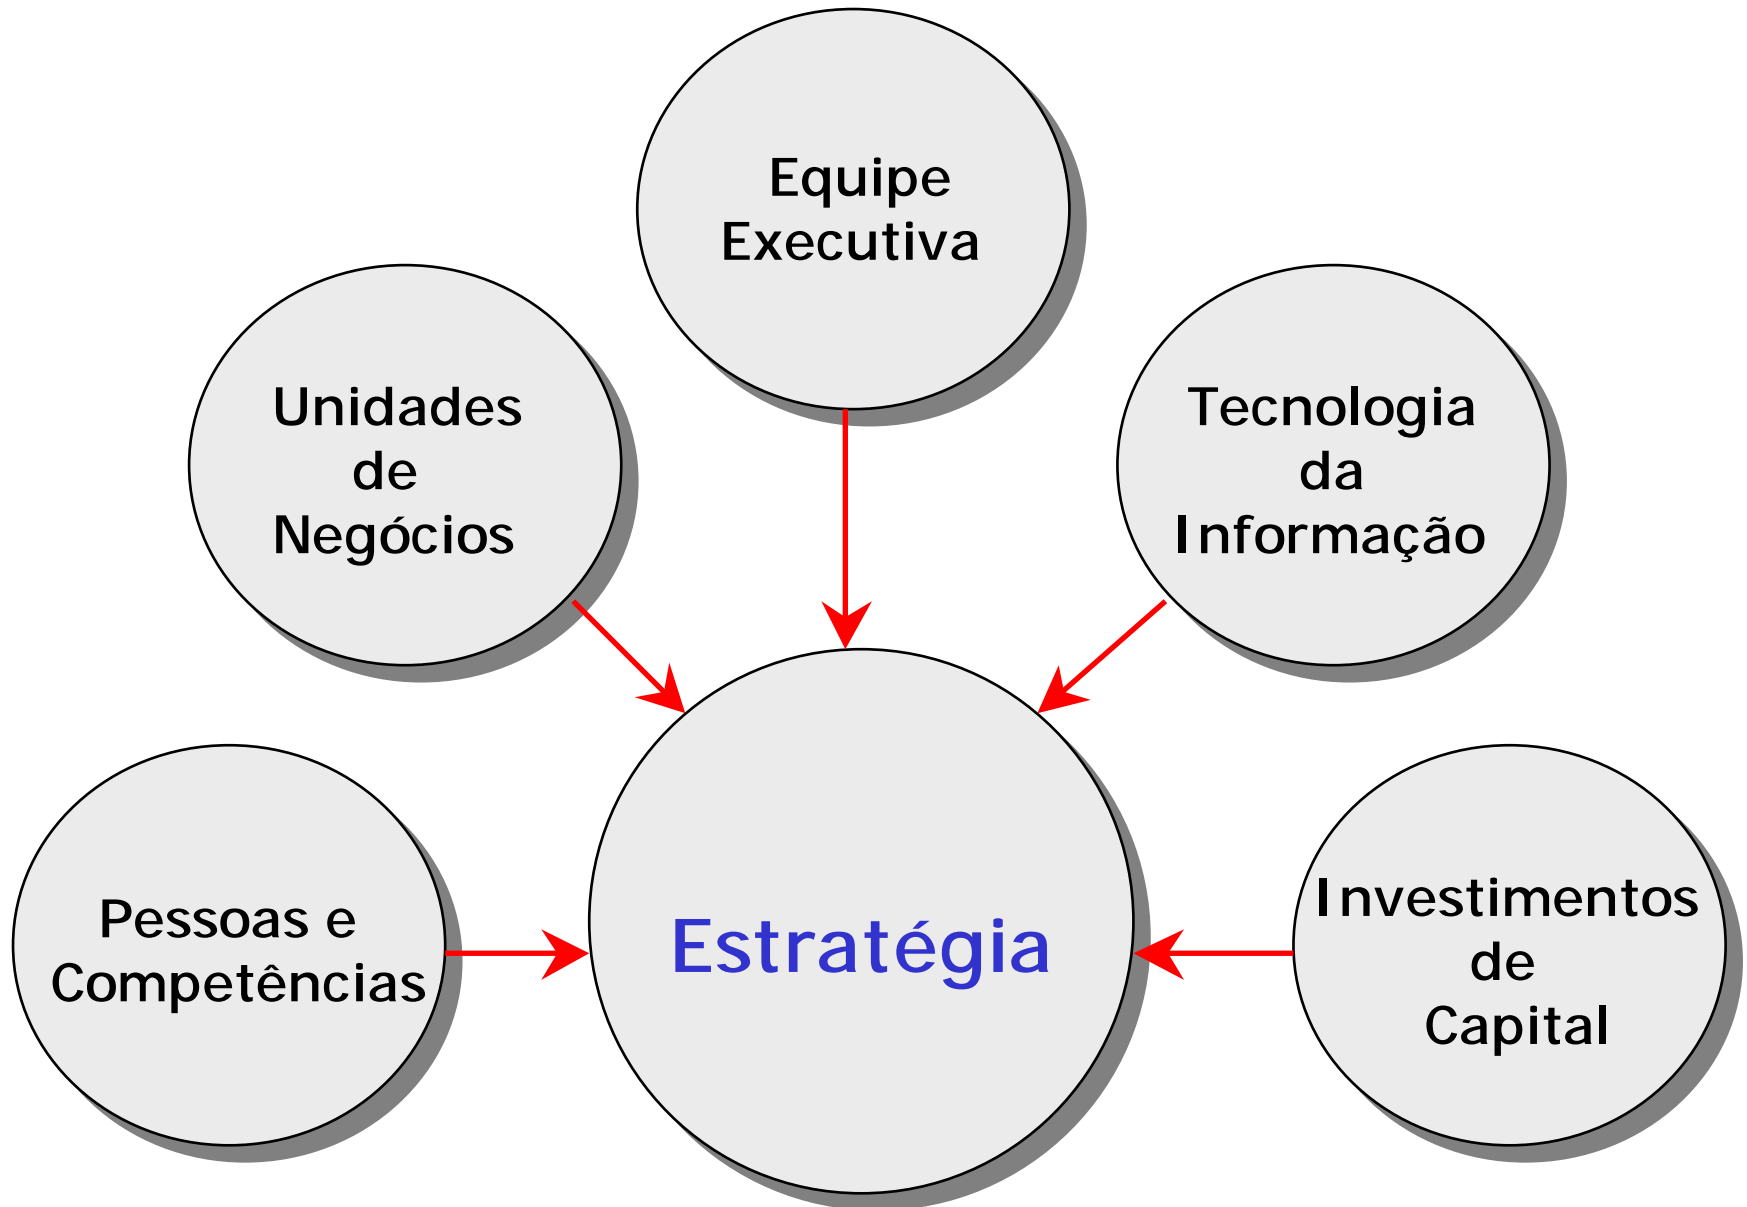 Equipe
Executiva
Unidades
de
Negócios
Tecnologia
da
Informação
Pessoas e
Competências
Estratégia
Investimentos
de
Capital